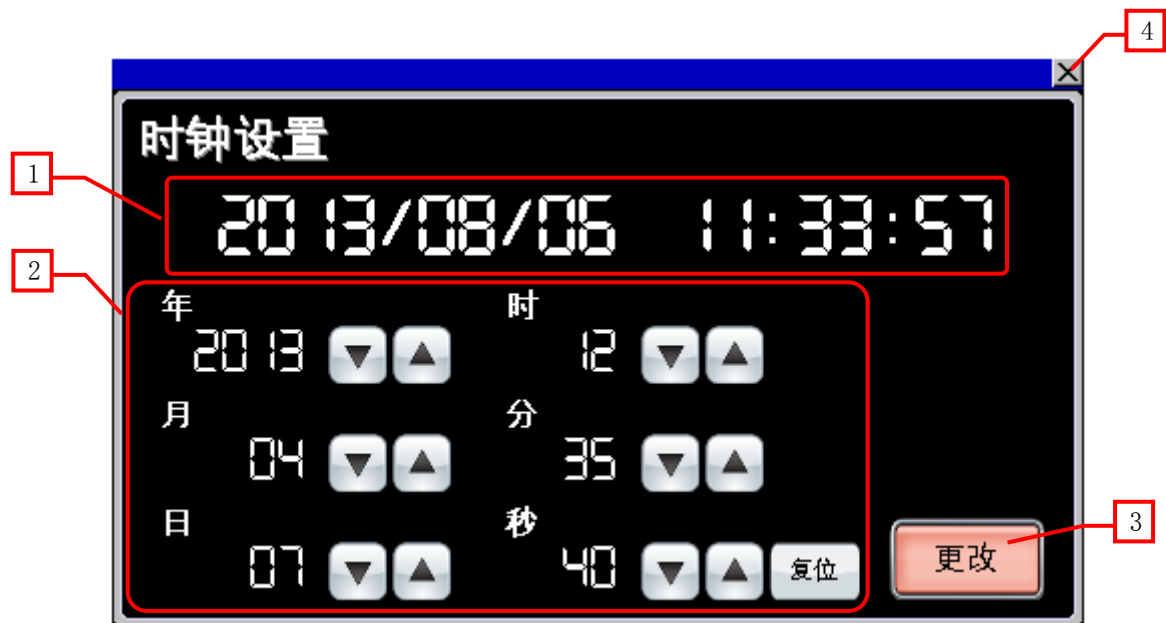 4
时钟设置
1
2013/08/06 11:33:57
2
年 时
2013 ▼ ▲ 12 ▼ ▲
月 分
04 ▼ ▲ 35 ▼ ▲
日 秒
07 ▼ ▲ 40 ▼ ▲ 复位
更改
3